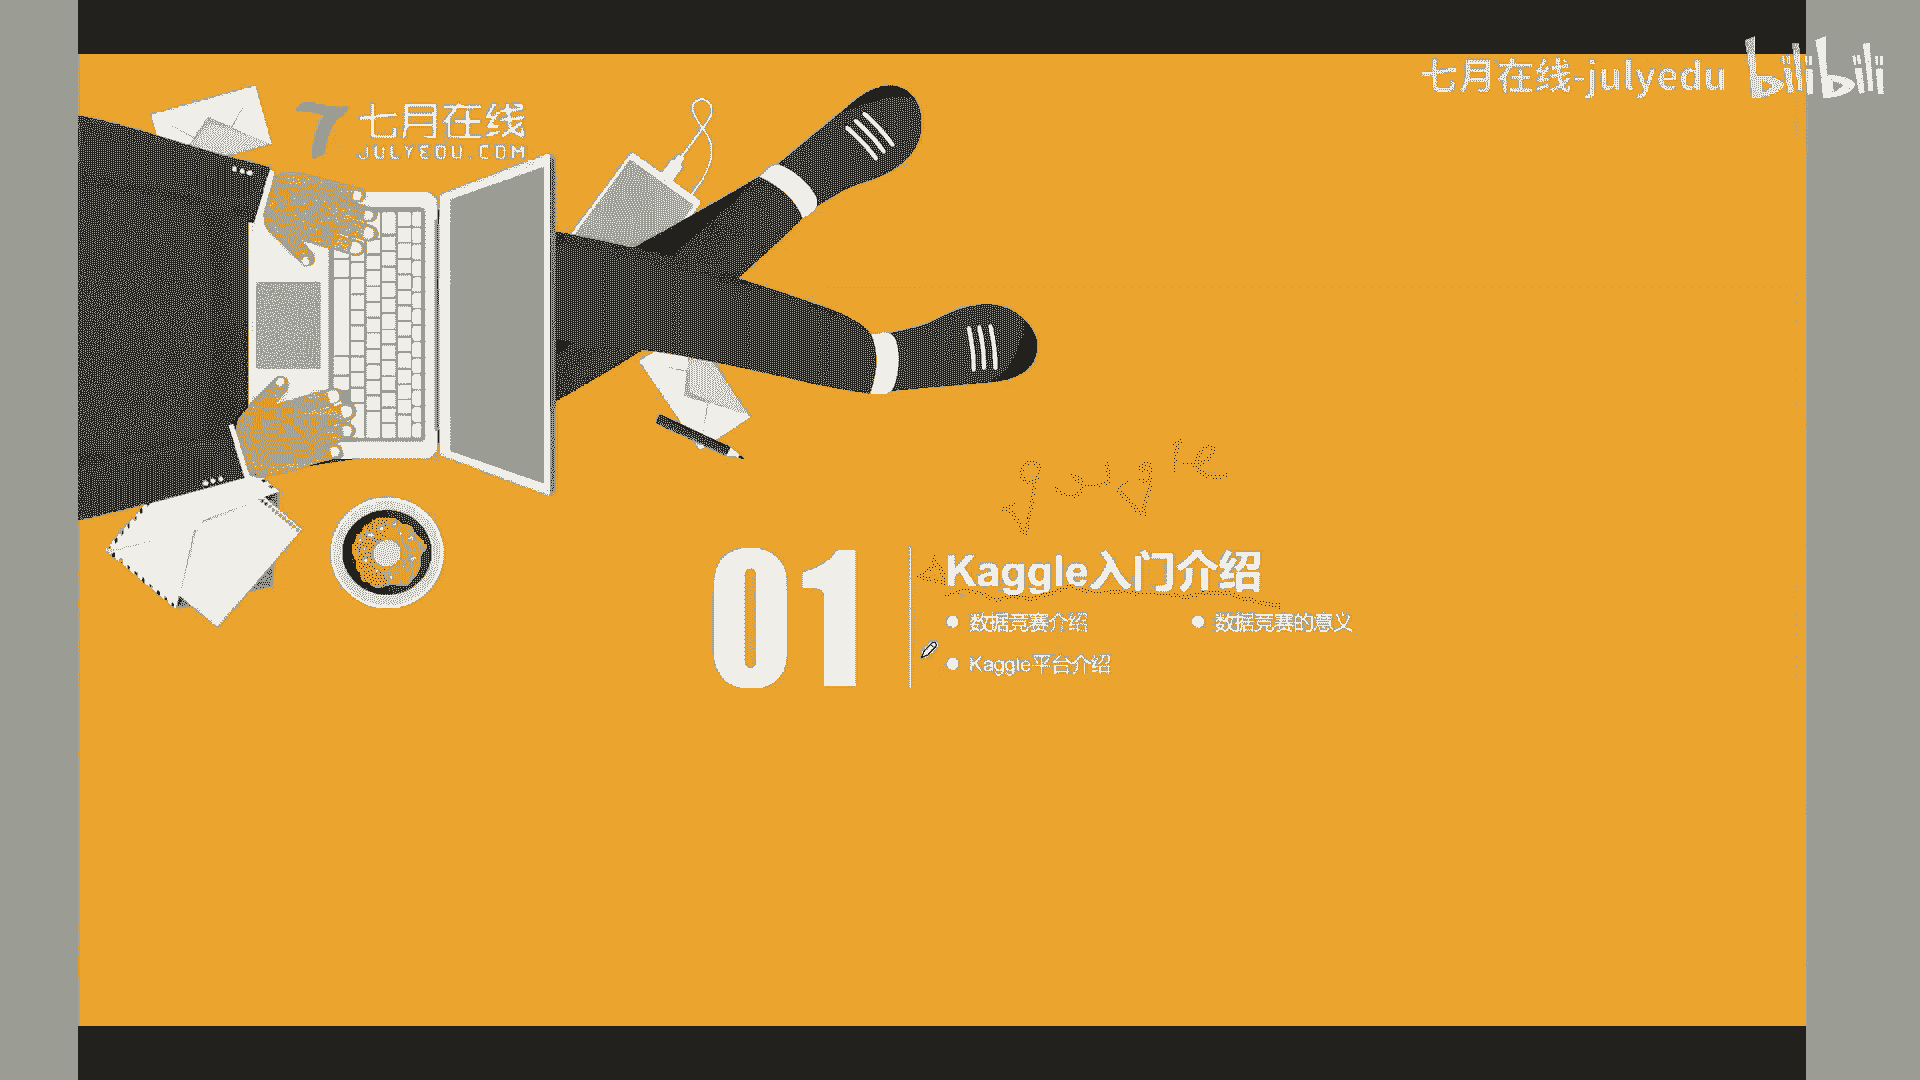 七月在线-julyedu bilibili
7 七月在线
JULYEDU.COM
google
01
Kaggle入门介绍
数据竞赛介绍
数据竞赛的意义
Kaggle平台介绍